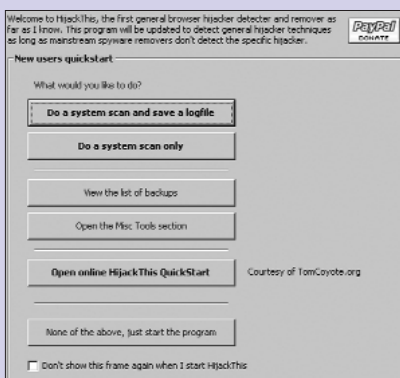 Welcome to HijackThis, the first general browser hijacker detecter and remover as
far as I know. This program will be updated to detect general hijacker techniques
as long as mainstream spyware removers don't detect the specific hijacker.
PayPal
DONATE
New users quickstart
What would you like to do?
Do a system scan and save a logfile
Do a system scan only
View the list of backups
Open the Misc Tools section
Open online HijackThis QuickStart
Courtesy of TomCoyote.org
None of the above, just start the program
Don't show this frame again when I start HijackThis